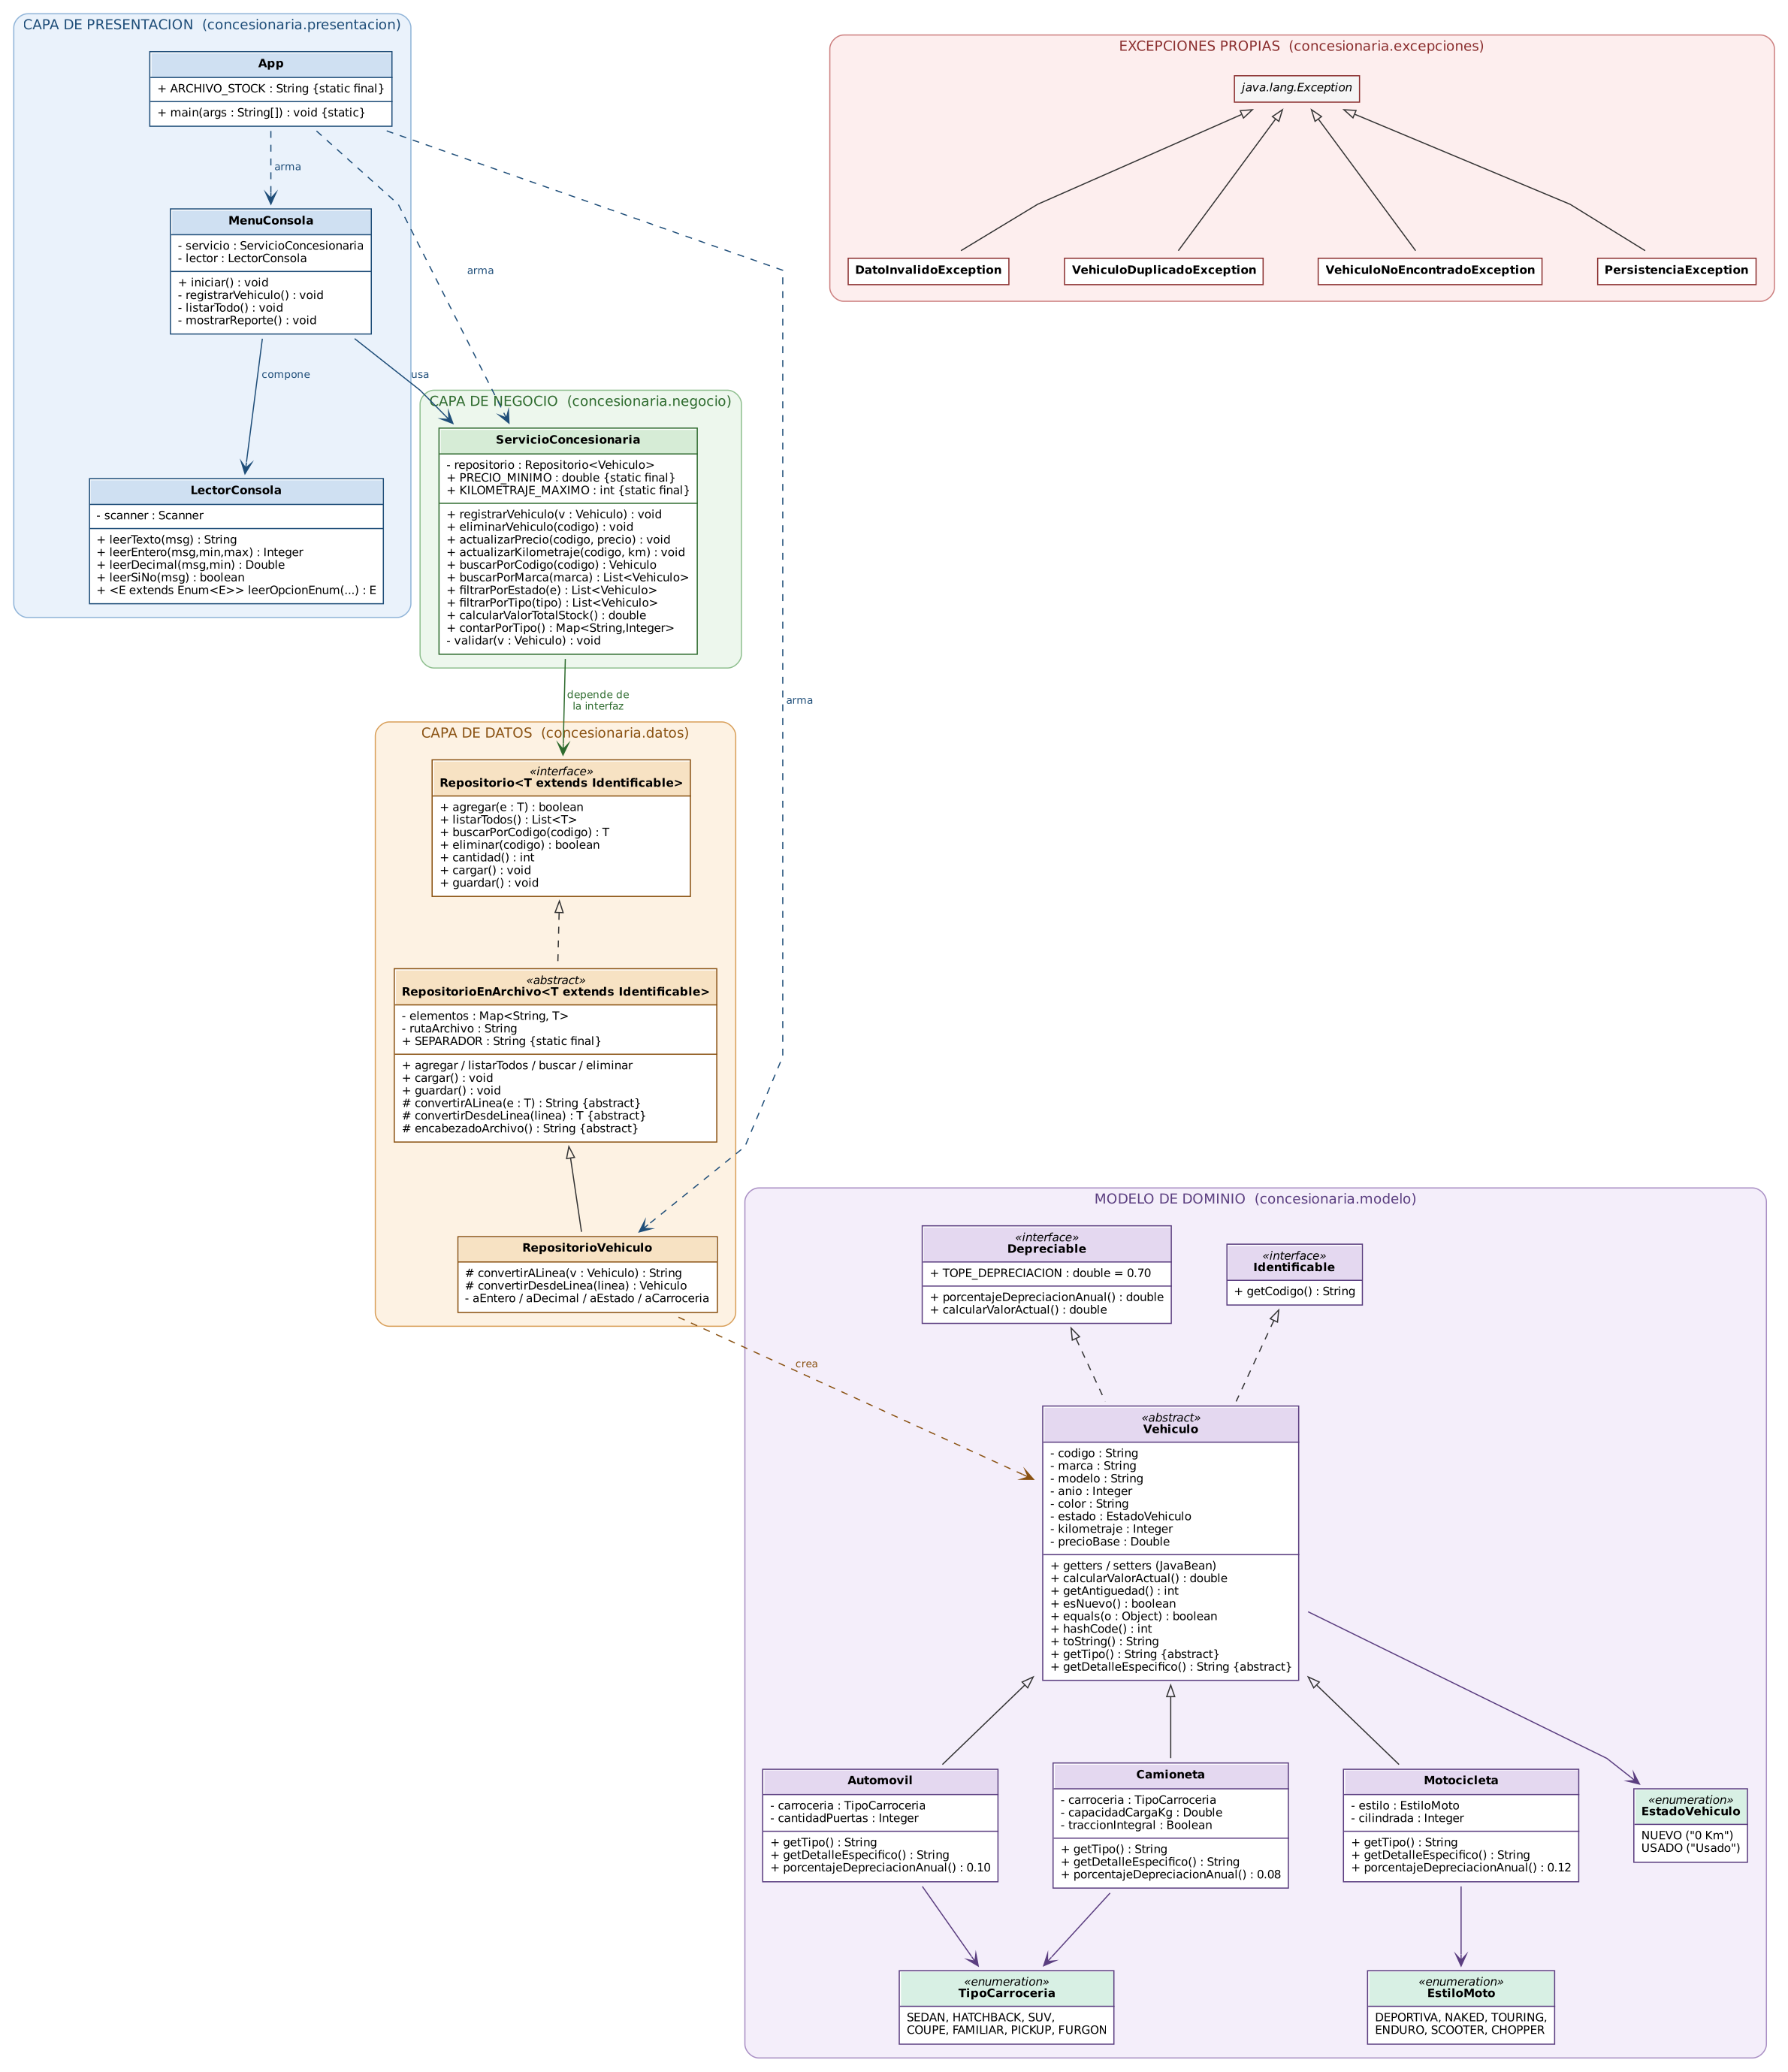 CAPA DE PRESENTACION  (concesionaria.presentacion)
App
+ ARCHIVO_STOCK : String {static final}
+ main(args : String[]) : void {static}
arma
arma
arma
MenuConsola
- servicio : ServicioConcesionaria
- lector : LectorConsola
+ iniciar() : void
- registrarVehiculo() : void
- listarTodo() : void
- mostrarReporte() : void
compone
usa
LectorConsola
- scanner : Scanner
+ leerTexto(msg) : String
+ leerEntero(msg,min,max) : Integer
+ leerDecimal(msg,min) : Double
+ leerSiNo(msg) : boolean
+ <E extends Enum<E>> leerOpcionEnum(...) : E
EXCEPCIONES PROPIAS  (concesionaria.excepciones)
java.lang.Exception
DatoInvalidoException
VehiculoDuplicadoException
VehiculoNoEncontradoException
PersistenciaException
CAPA DE NEGOCIO  (concesionaria.negocio)
ServicioConcesionaria
- repositorio : Repositorio<Vehiculo>
+ PRECIO_MINIMO : double {static final}
+ KILOMETRAJE_MAXIMO : int {static final}
+ registrarVehiculo(v : Vehiculo) : void
+ eliminarVehiculo(codigo) : void
+ actualizarPrecio(codigo, precio) : void
+ actualizarKilometraje(codigo, km) : void
+ buscarPorCodigo(codigo) : Vehiculo
+ buscarPorMarca(marca) : List<Vehiculo>
+ filtrarPorEstado(e) : List<Vehiculo>
+ filtrarPorTipo(tipo) : List<Vehiculo>
+ calcularValorTotalStock() : double
+ contarPorTipo() : Map<String,Integer>
- validar(v : Vehiculo) : void
depende de
la interfaz
CAPA DE DATOS  (concesionaria.datos)
«interface»
Repositorio<T extends Identificable>
+ agregar(e : T) : boolean
+ listarTodos() : List<T>
+ buscarPorCodigo(codigo) : T
+ eliminar(codigo) : boolean
+ cantidad() : int
+ cargar() : void
+ guardar() : void
«abstract»
RepositorioEnArchivo<T extends Identificable>
- elementos : Map<String, T>
- rutaArchivo : String
+ SEPARADOR : String {static final}
+ agregar / listarTodos / buscar / eliminar
+ cargar() : void
+ guardar() : void
# convertirALinea(e : T) : String {abstract}
# convertirDesdeLinea(linea) : T {abstract}
# encabezadoArchivo() : String {abstract}
RepositorioVehiculo
# convertirALinea(v : Vehiculo) : String
# convertirDesdeLinea(linea) : Vehiculo
- aEntero / aDecimal / aEstado / aCarroceria
crea
MODELO DE DOMINIO  (concesionaria.modelo)
«interface»
Depreciable
+ TOPE_DEPRECIACION : double = 0.70
+ porcentajeDepreciacionAnual() : double
+ calcularValorActual() : double
«interface»
Identificable
+ getCodigo() : String
«abstract»
Vehiculo
- codigo : String
- marca : String
- modelo : String
- anio : Integer
- color : String
- estado : EstadoVehiculo
- kilometraje : Integer
- precioBase : Double
+ getters / setters (JavaBean)
+ calcularValorActual() : double
+ getAntiguedad() : int
+ esNuevo() : boolean
+ equals(o : Object) : boolean
+ hashCode() : int
+ toString() : String
+ getTipo() : String {abstract}
+ getDetalleEspecifico() : String {abstract}
Automovil
- carroceria : TipoCarroceria
- cantidadPuertas : Integer
+ getTipo() : String
+ getDetalleEspecifico() : String
+ porcentajeDepreciacionAnual() : 0.10
Camioneta
- carroceria : TipoCarroceria
- capacidadCargaKg : Double
- traccionIntegral : Boolean
+ getTipo() : String
+ getDetalleEspecifico() : String
+ porcentajeDepreciacionAnual() : 0.08
Motocicleta
- estilo : EstiloMoto
- cilindrada : Integer
+ getTipo() : String
+ getDetalleEspecifico() : String
+ porcentajeDepreciacionAnual() : 0.12
«enumeration»
EstadoVehiculo
NUEVO ("0 Km")
USADO ("Usado")
«enumeration»
TipoCarroceria
SEDAN, HATCHBACK, SUV,
COUPE, FAMILIAR, PICKUP, FURGON
«enumeration»
EstiloMoto
DEPORTIVA, NAKED, TOURING,
ENDURO, SCOOTER, CHOPPER